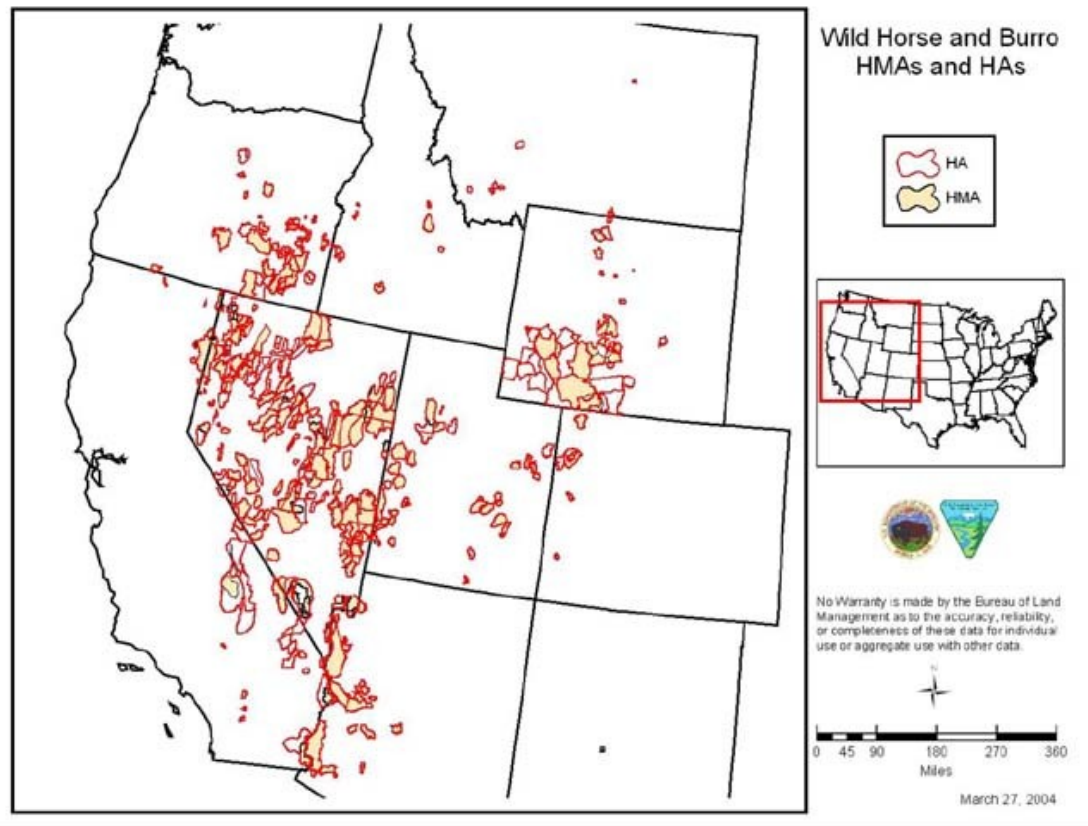 Wild Horse and Burro
HMAs and HAs
HA
HMA
No Warranty is made by the Bureau of Land
Management as to the accuracy, reliability,
or completeness of these data for individual
use or aggregate use with other data.
N
0 45 90 180 270 360
Miles
March 27, 2004